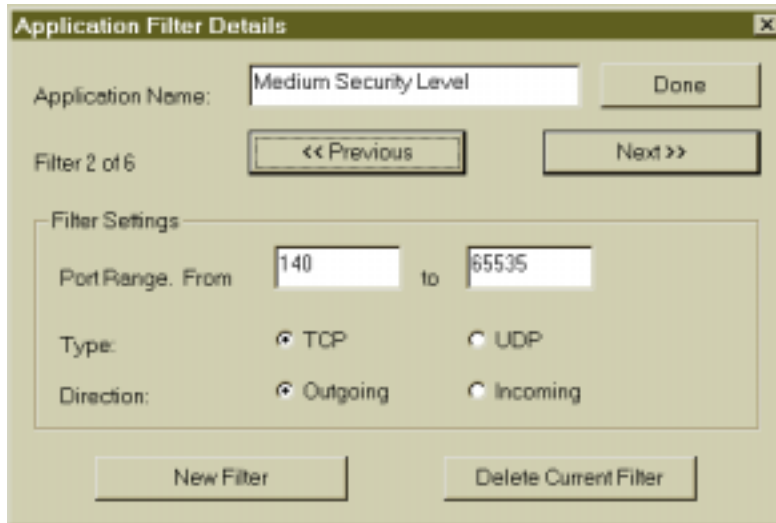 Application Filter Details
Application Name: Medium Security Level Done
Filter 2 of 6 << Previous Next >>
Filter Settings
Port Range. From 140 to 65535
Type: TCP UDP
Direction: Outgoing Incoming
New Filter Delete Current Filter